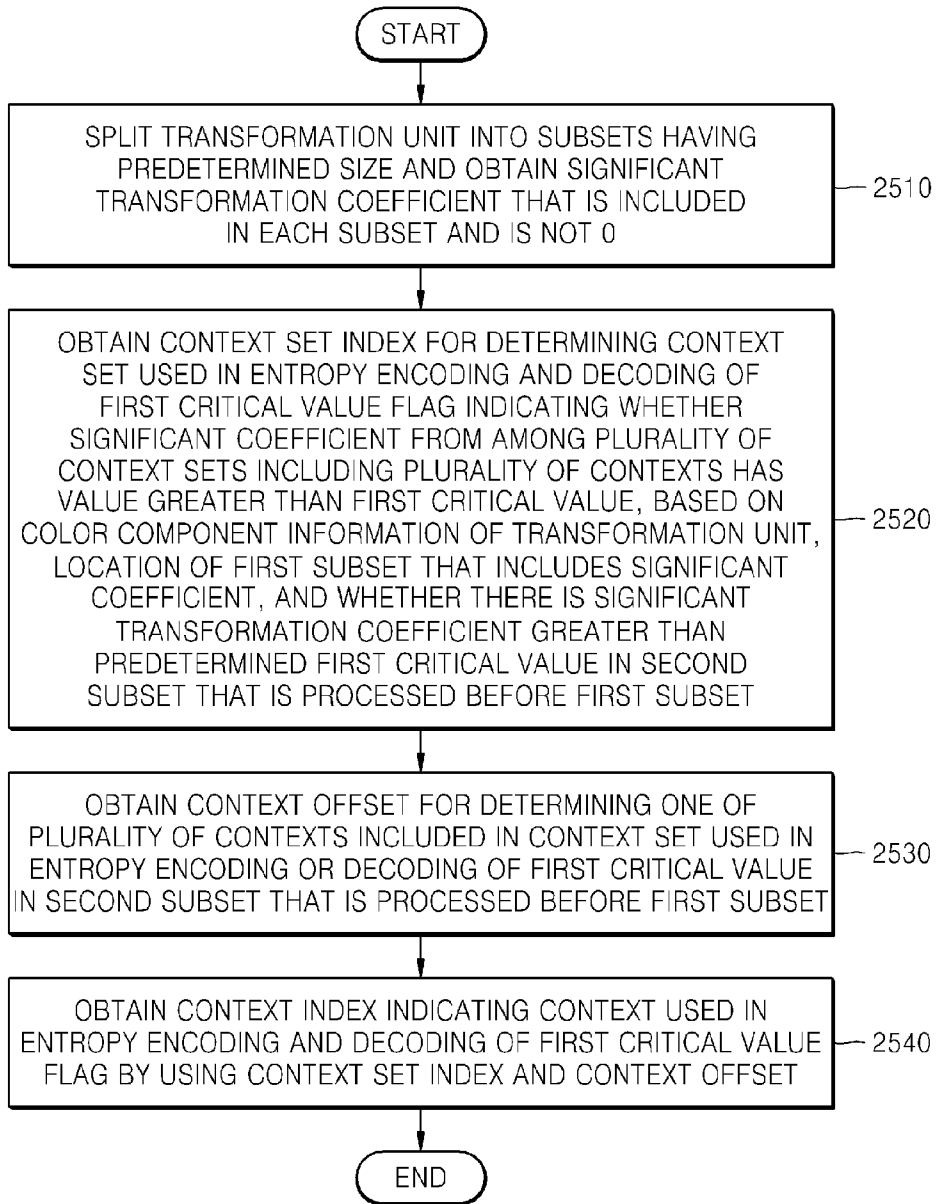 START
SPLIT TRANSFORMATION UNIT INTO SUBSETS HAVING
PREDETERMINED SIZE AND OBTAIN SIGNIFICANT
TRANSFORMATION COEFFICIENT THAT IS INCLUDED
IN EACH SUBSET AND IS NOT 0
2510
OBTAIN CONTEXT SET INDEX FOR DETERMINING CONTEXT
SET USED IN ENTROPY ENCODING AND DECODING OF
FIRST CRITICAL VALUE FLAG INDICATING WHETHER
SIGNIFICANT COEFFICIENT FROM AMONG PLURALITY OF
CONTEXT SETS INCLUDING PLURALITY OF CONTEXTS HAS
VALUE GREATER THAN FIRST CRITICAL VALUE, BASED ON
COLOR COMPONENT INFORMATION OF TRANSFORMATION UNIT,
LOCATION OF FIRST SUBSET THAT INCLUDES SIGNIFICANT
COEFFICIENT, AND WHETHER THERE IS SIGNIFICANT
TRANSFORMATION COEFFICIENT GREATER THAN
PREDETERMINED FIRST CRITICAL VALUE IN SECOND
SUBSET THAT IS PROCESSED BEFORE FIRST SUBSET
2520
OBTAIN CONTEXT OFFSET FOR DETERMINING ONE OF
PLURALITY OF CONTEXTS INCLUDED IN CONTEXT SET USED IN
ENTROPY ENCODING OR DECODING OF FIRST CRITICAL VALUE
IN SECOND SUBSET THAT IS PROCESSED BEFORE FIRST SUBSET
2530
OBTAIN CONTEXT INDEX INDICATING CONTEXT USED IN
ENTROPY ENCODING AND DECODING OF FIRST CRITICAL VALUE
FLAG BY USING CONTEXT SET INDEX AND CONTEXT OFFSET
2540
END